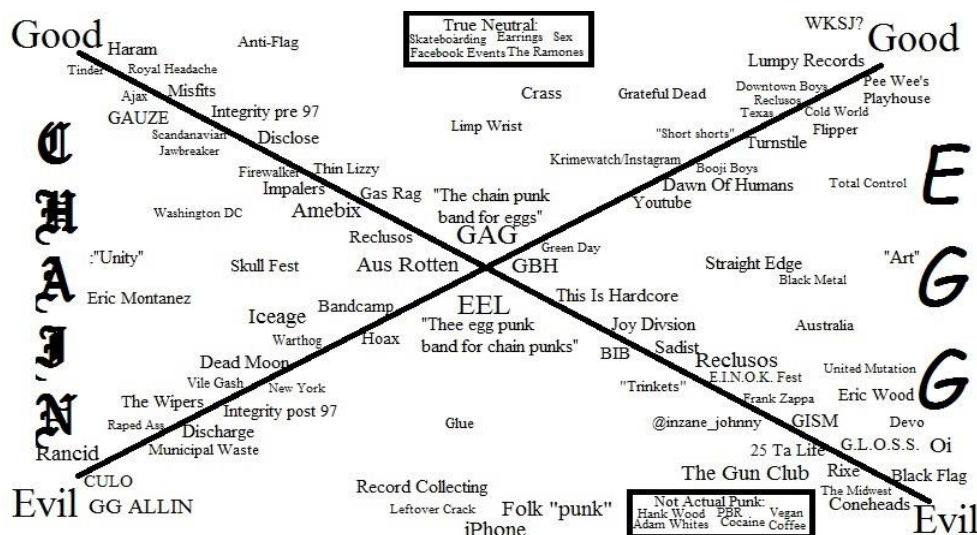 True Neutral:
Skateboarding Earrings Sex
Facebook Events The Ramones
WKSJ?
Good
Good
Haram
Anti-Flag
Lumpy Records
Tinder
Royal Headache
Ajax
Misfits
Crass
Grateful Dead
Downtown Boys
Pee Wee's
Playhouse
Reclusos
GAUZE
Integrity pre 97
Texas
Cold World
Scandanavian
Jawbreaker
Disclose
Limp Wrist
"Short shorts"
Flipper
Turnstile
Firewalker
Thin Lizzy
Krimewatch/Instagram
Booji Boys
Impalers
Gas Rag
Dawn Of Humans
Total Control
Washington DC
Amebix
"The chain punk
band for eggs"
Youtube
Reclusos
GAG
Green Day
CHAIN
EGG
:"Unity"
Skull Fest
Aus Rotten
GBH
Straight Edge
"Art"
Black Metal
Eric Montanez
Iceage
Bandcamp
EEL
This Is Hardcore
Warthog
Hoax
"Thee egg punk
band for chain punks"
Joy Divsion
Australia
Dead Moon
BIB
Sadist
Reclusos
Vile Gash
New York
"Trinkets"
E.I.N.O.K. Fest
United Mutation
The Wipers
Integrity post 97
Frank Zappa
Eric Wood
Raped Ass
Discharge
Glue
@inzane_johnny
GISM
Devo
Rancid
Municipal Waste
25 Ta Life
G.L.O.S.S.
Oi
CULO
The Gun Club
Rixe
Black Flag
Evil
GG ALLIN
Record Collecting
The Midwest
Coneheads
Leftover Crack
Folk "punk"
Evil
iPhone
Not Actual Punk:
Hank Wood PBR Vegan
Adam Whites Cocaine Coffee